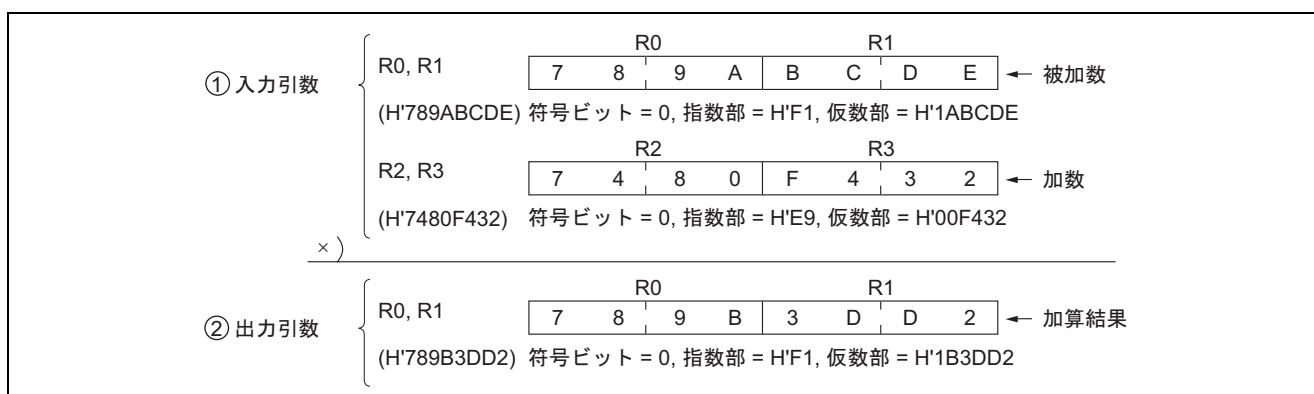 R0 R1
① 入力引数 R0, R1 7 8 9 A B C D E ← 被加数
(H'789ABCDE) 符号ビット = 0, 指数部 = H'F1, 仮数部 = H'1ABCDE
R2 R3
R2, R3 7 4 8 0 F 4 3 2 ← 加数
(H'7480F432) 符号ビット = 0, 指数部 = H'E9, 仮数部 = H'00F432
× )
R0 R1
② 出力引数 R0, R1 7 8 9 B 3 D D 2 ← 加算結果
(H'789B3DD2) 符号ビット = 0, 指数部 = H'F1, 仮数部 = H'1B3DD2